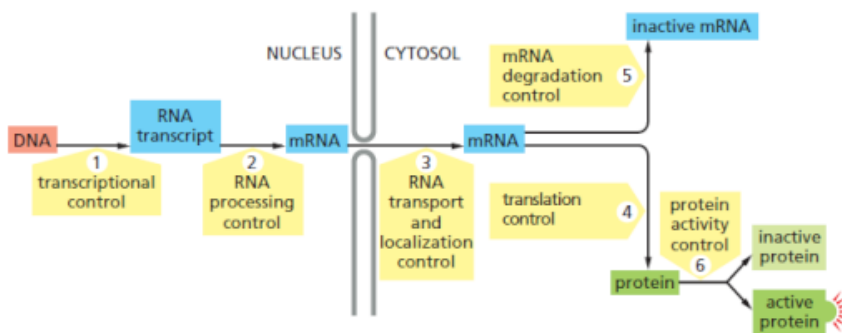 NUCLEUS
CYTOSOL
inactive mRNA
mRNA
degradation
control
5
DNA
RNA
transcript
mRNA
mRNA
1
transcriptional
control
2
RNA
processing
control
3
RNA
transport
and
localization
control
translation
control
4
protein
activity
control
6
protein
inactive
protein
active
protein